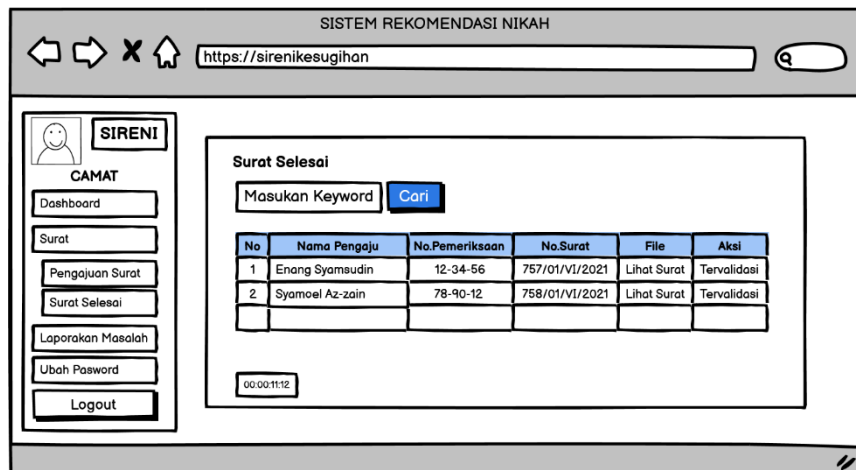 SISTEM REKOMENDASI NIKAH
https://sirenikesugihan
SIRENI
CAMAT
Dashboard
Surat
Pengajuan Surat
Surat Selesai
Laporakan Masalah
Ubah Pasword
Logout
Surat Selesai
Masukan Keyword Cari
No Nama Pengaju No.Pemeriksaan No.Surat File Aksi
1 Enang Syamsudin 12-34-56 757/01/VI/2021 Lihat Surat Tervalidasi
2 Syamoel Az-zain 78-90-12 758/01/VI/2021 Lihat Surat Tervalidasi
00:00:11:12